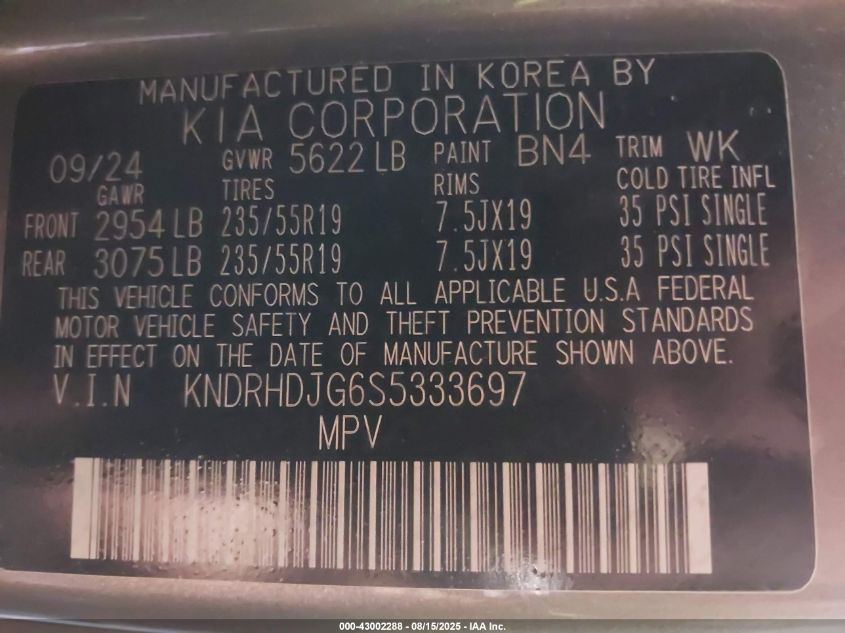 MANUFACTURED IN KOREA BY
KIA CORPORATION
09/24 GVWR 5622 LB PAINT BN4 TRIM WK
GAWR TIRES RIMS COLD TIRE INFL
FRONT 2954 LB 235/55R19 7.5JX19 35 PSI SINGLE
REAR 3075 LB 235/55R19 7.5JX19 35 PSI SINGLE
THIS VEHICLE CONFORMS TO ALL APPLICABLE U.S.A FEDERAL
MOTOR VEHICLE SAFETY AND THEFT PREVENTION STANDARDS
IN EFFECT ON THE DATE OF MANUFACTURE SHOWN ABOVE.
V.I.N KNDRHDJG6S5333697
MPV
000-43002288 - 08/15/2025 - IAA Inc.